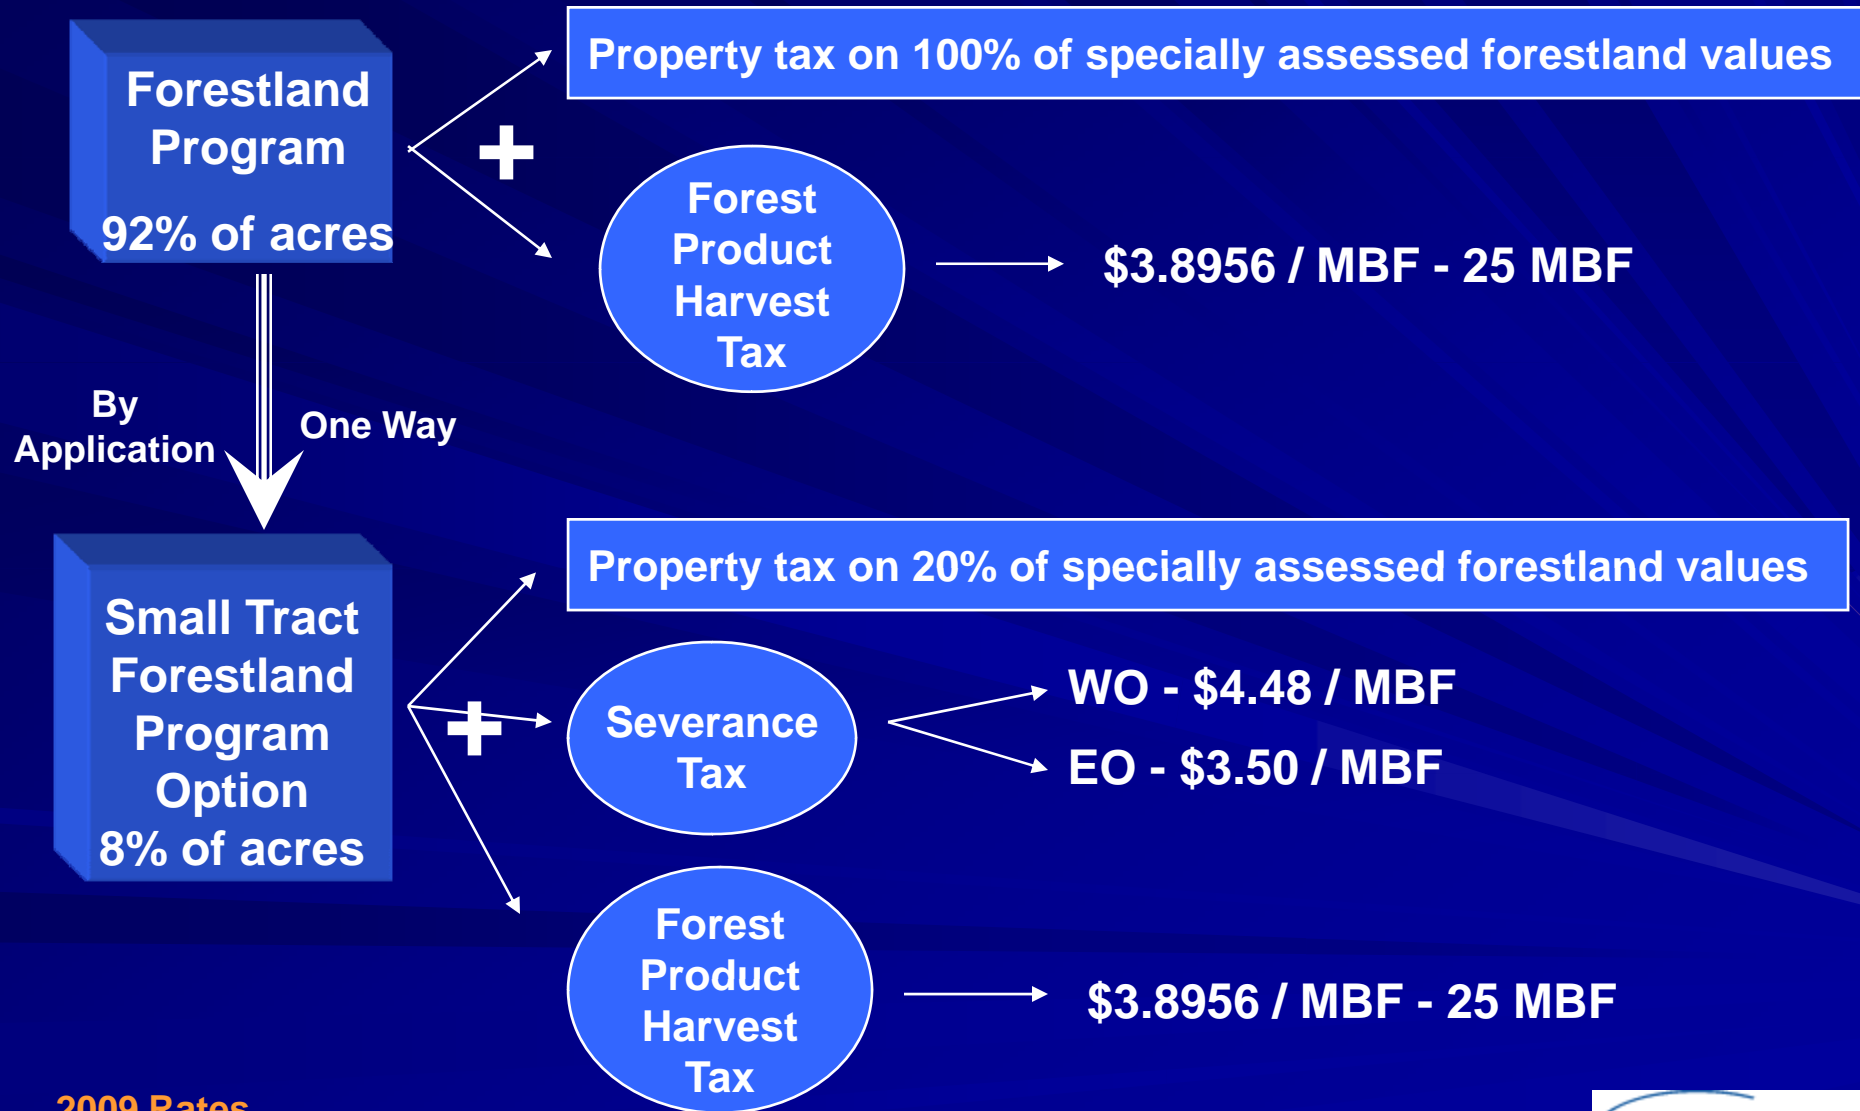 Forestland
Program
92% of acres
Property tax on 100% of specially assessed forestland values
+
Forest
Product
Harvest
Tax
$3.8956 / MBF - 25 MBF
By
Application
One Way
Small Tract
Forestland
Program
Option
8% of acres
Property tax on 20% of specially assessed forestland values
+
Severance
Tax
WO - $4.48 / MBF
EO - $3.50 / MBF
Forest
Product
Harvest
Tax
$3.8956 / MBF - 25 MBF
2009 Rates